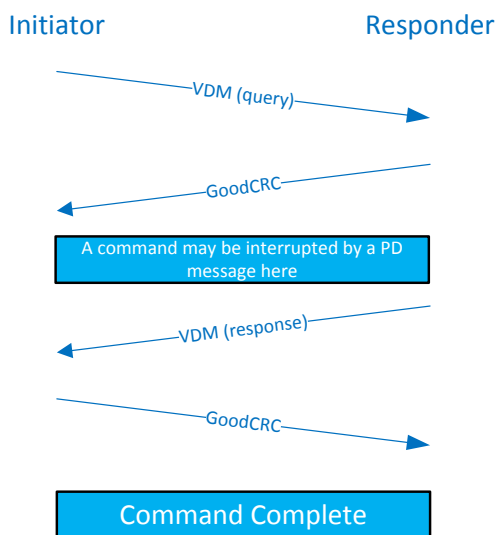 Initiator
Responder
VDM (query)
GoodCRC
A command may be interrupted by a PD
message here
VDM (response)
GoodCRC
Command Complete